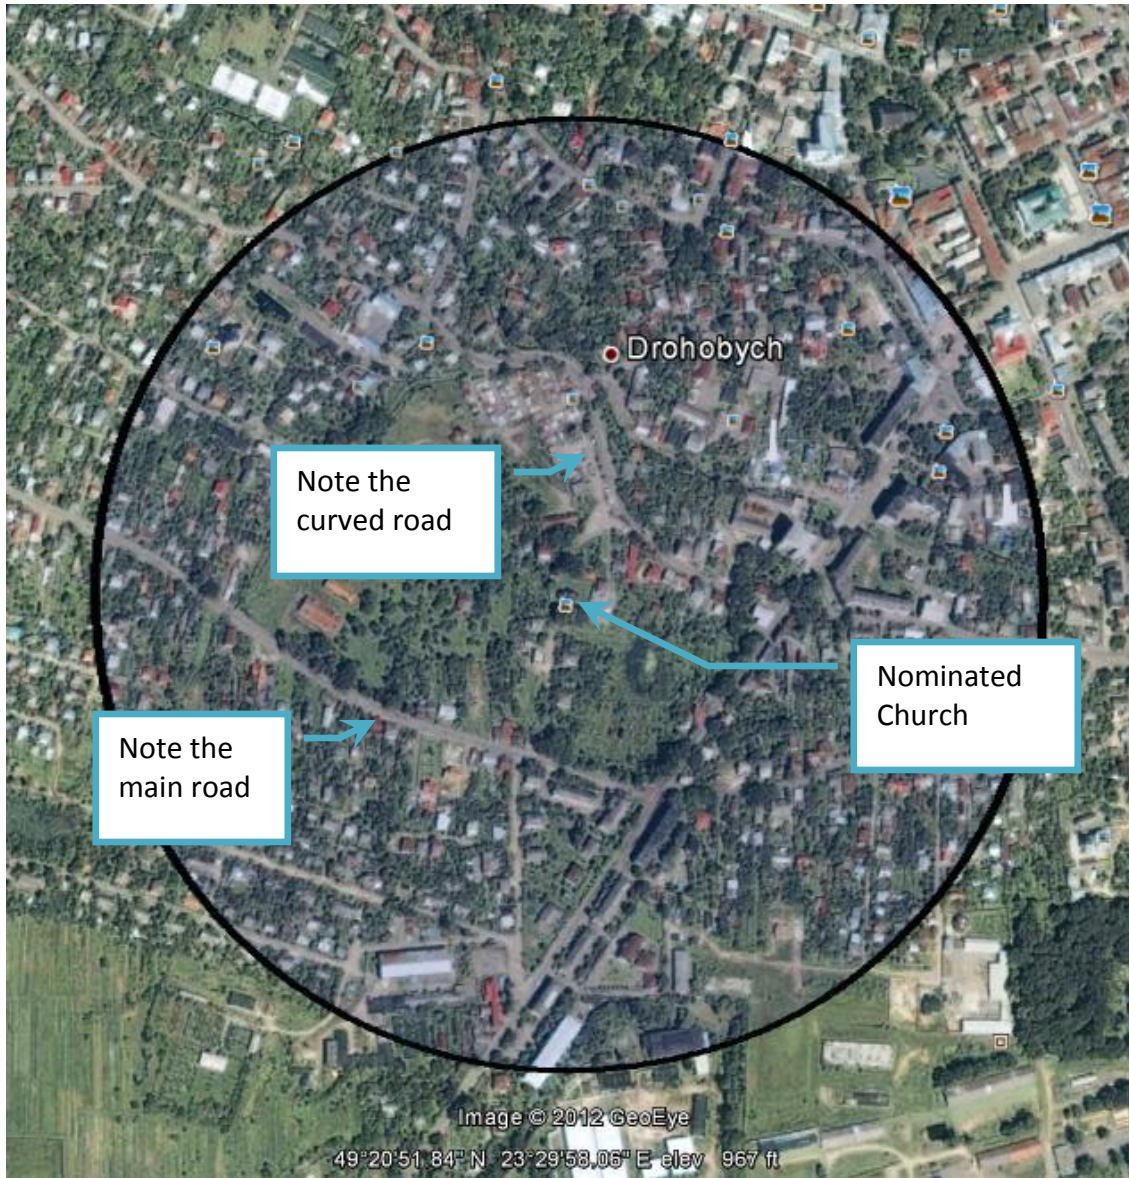 Drohobych
Note the
curved road
Nominated
Church
Note the
main road
Image © 2012 GeoEye
49°20'51.84" N 23°29'58.06" E elev 967 ft